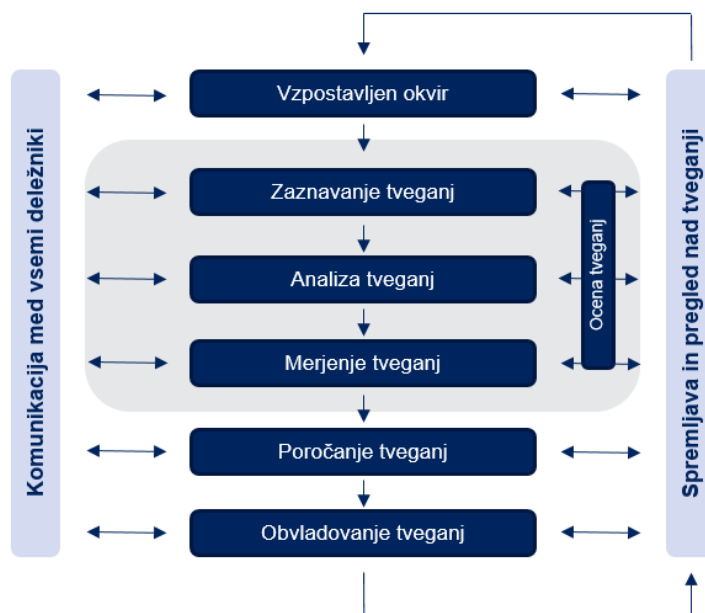 Vzpostavljen okvir
Zaznavanje tveganj
Analiza tveganj
Merjenje tveganj
Poročanje tveganj
Obvladovanje tveganj
Komunikacija med vsemi deležniki
Ocena tveganj
Spremljava in pregled nad tveganji